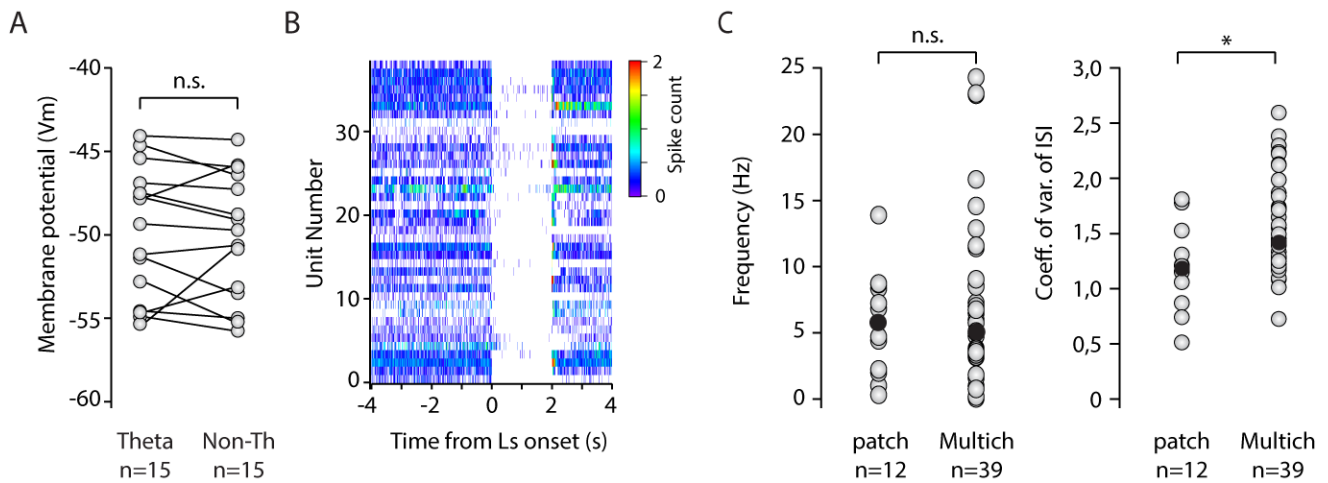 A
B
C
n.s.
-40
-45
-50
-55
-60
Membrane potential (Vm)
Theta
n=15
Non-Th
n=15
30
20
10
0
Unit Number
-4
-2
0
2
4
Time from Ls onset (s)
2
0
Spike count
n.s.
25
20
15
10
5
0
Frequency (Hz)
patch
n=12
Multich
n=39
*
3,0
2,5
2,0
1,5
1,0
0,5
0
Coeff. of var. of ISI
patch
n=12
Multich
n=39